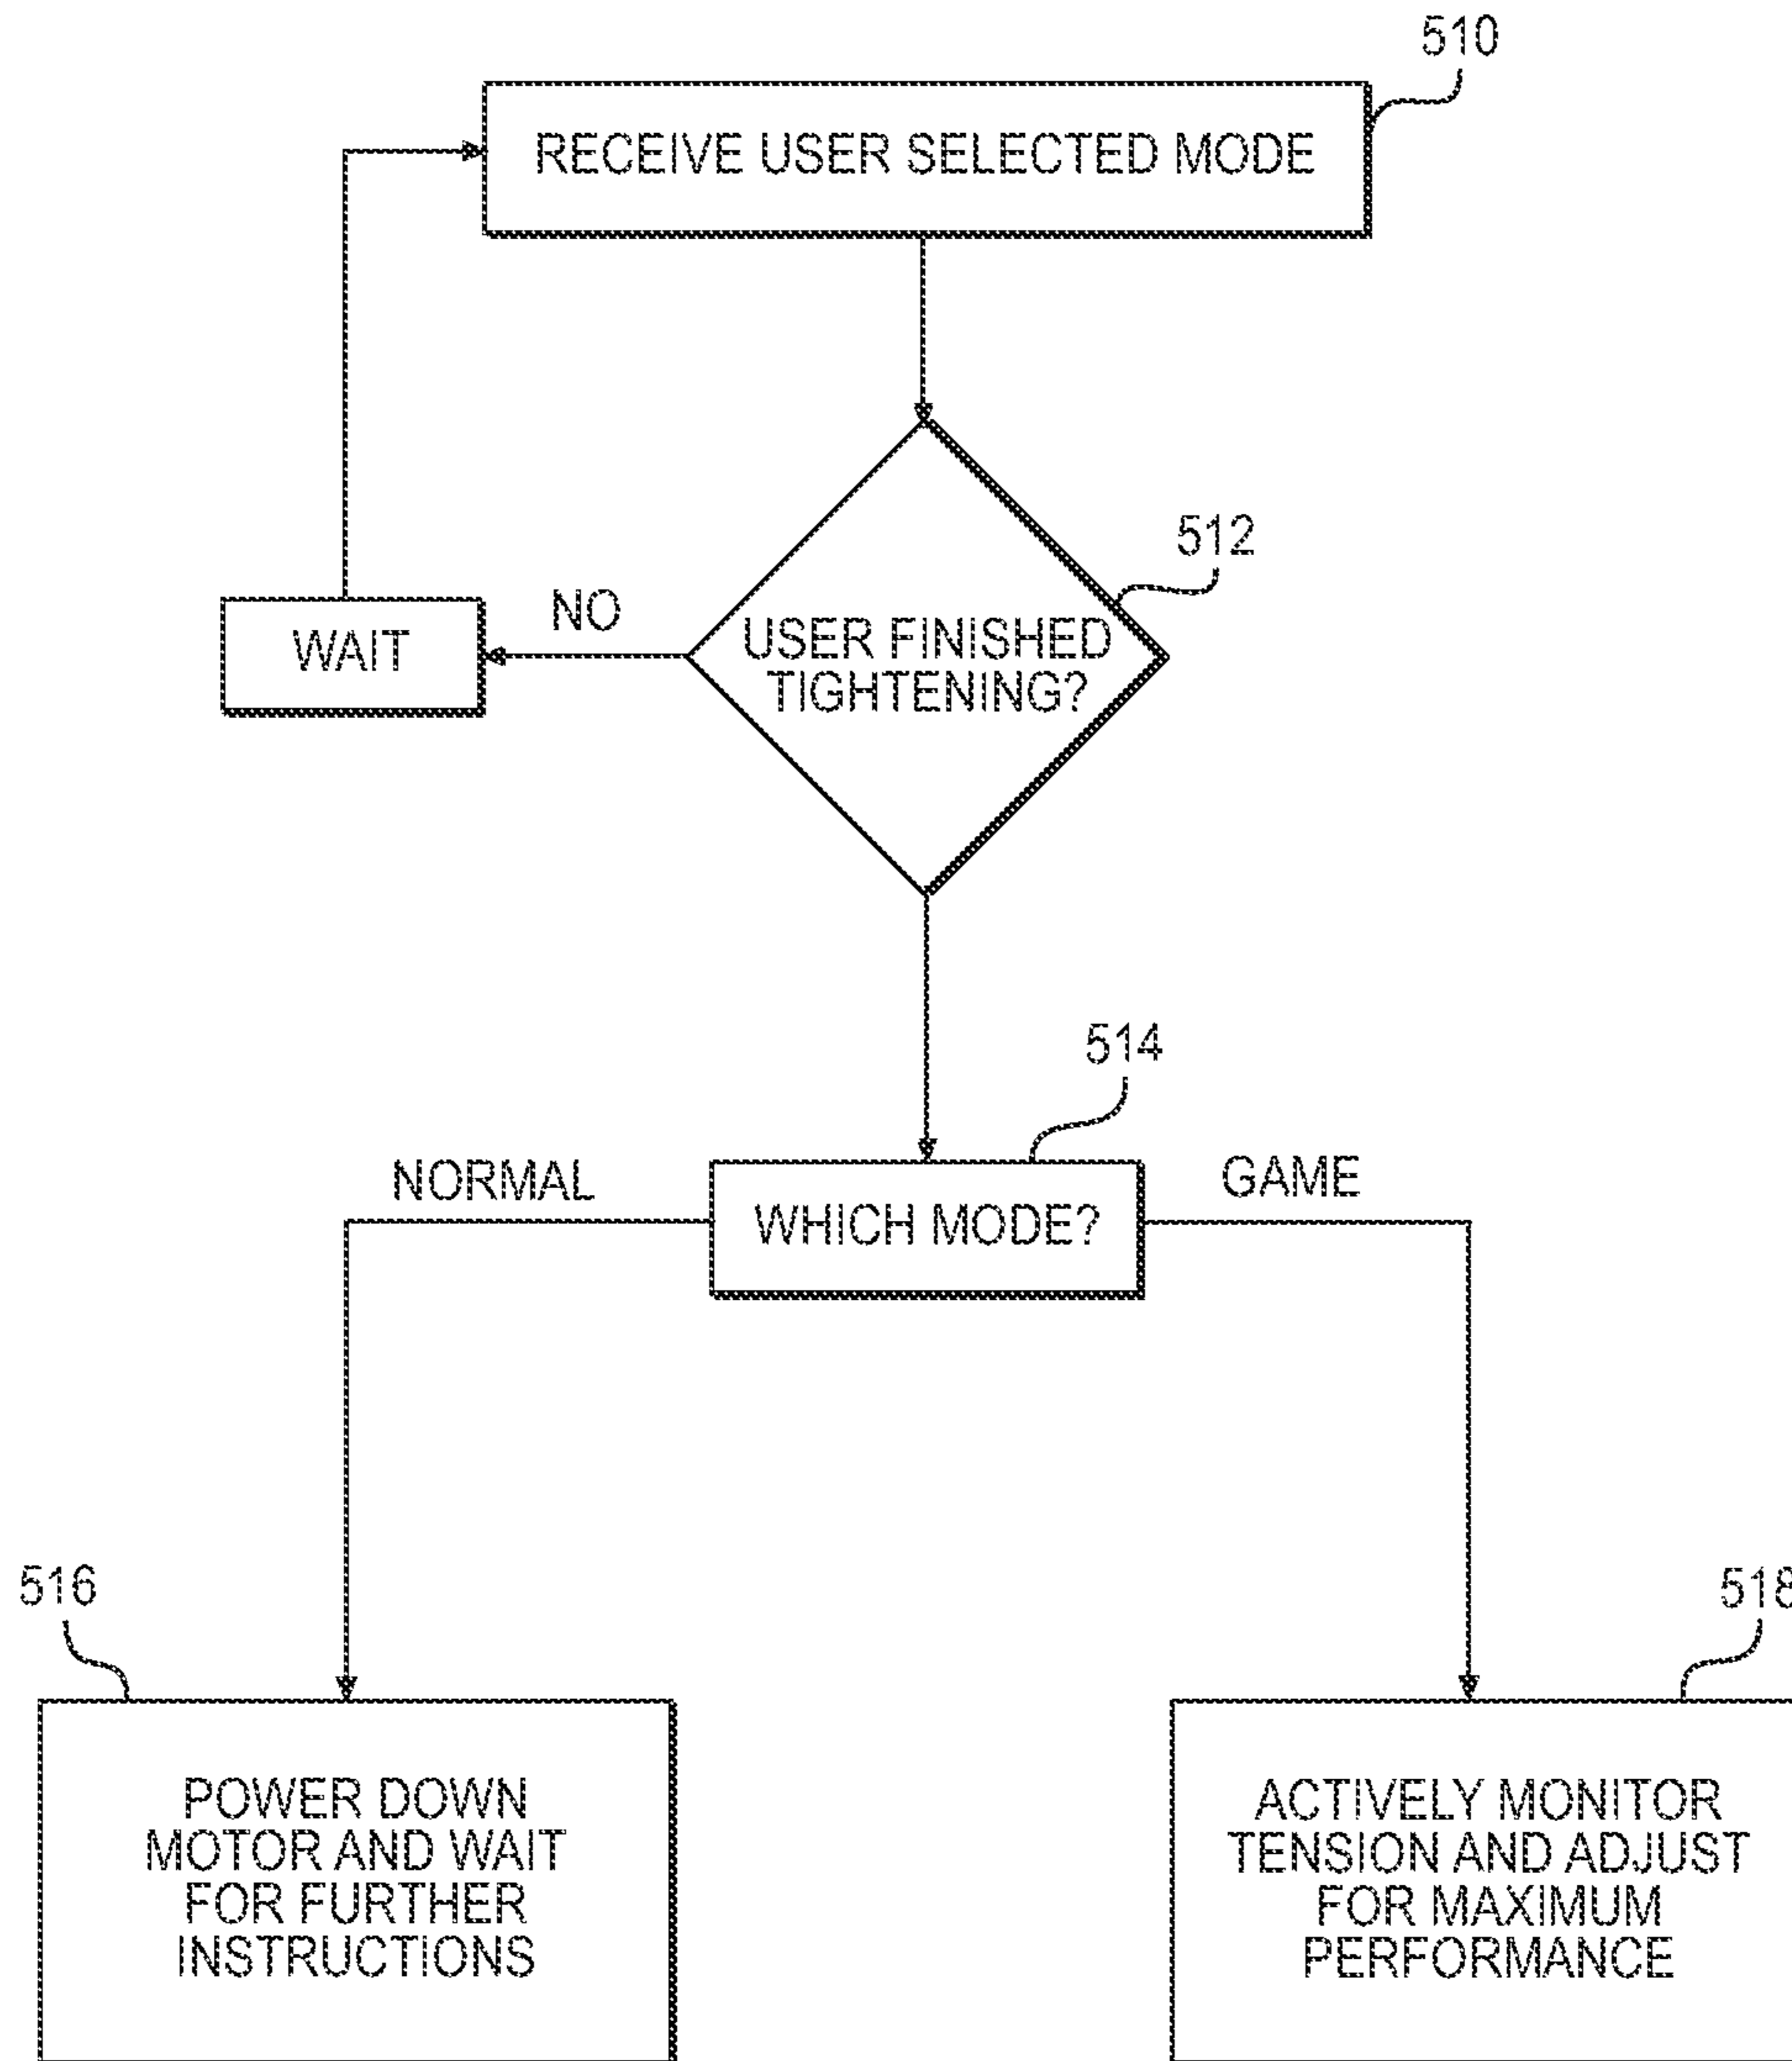 510
RECEIVE USER SELECTED MODE
512
NO
WAIT
USER FINISHED
TIGHTENING?
514
NORMAL
GAME
WHICH MODE?
516
518
POWER DOWN
MOTOR AND WAIT
FOR FURTHER
INSTRUCTIONS
ACTIVELY MONITOR
TENSION AND ADJUST
FOR MAXIMUM
PERFORMANCE